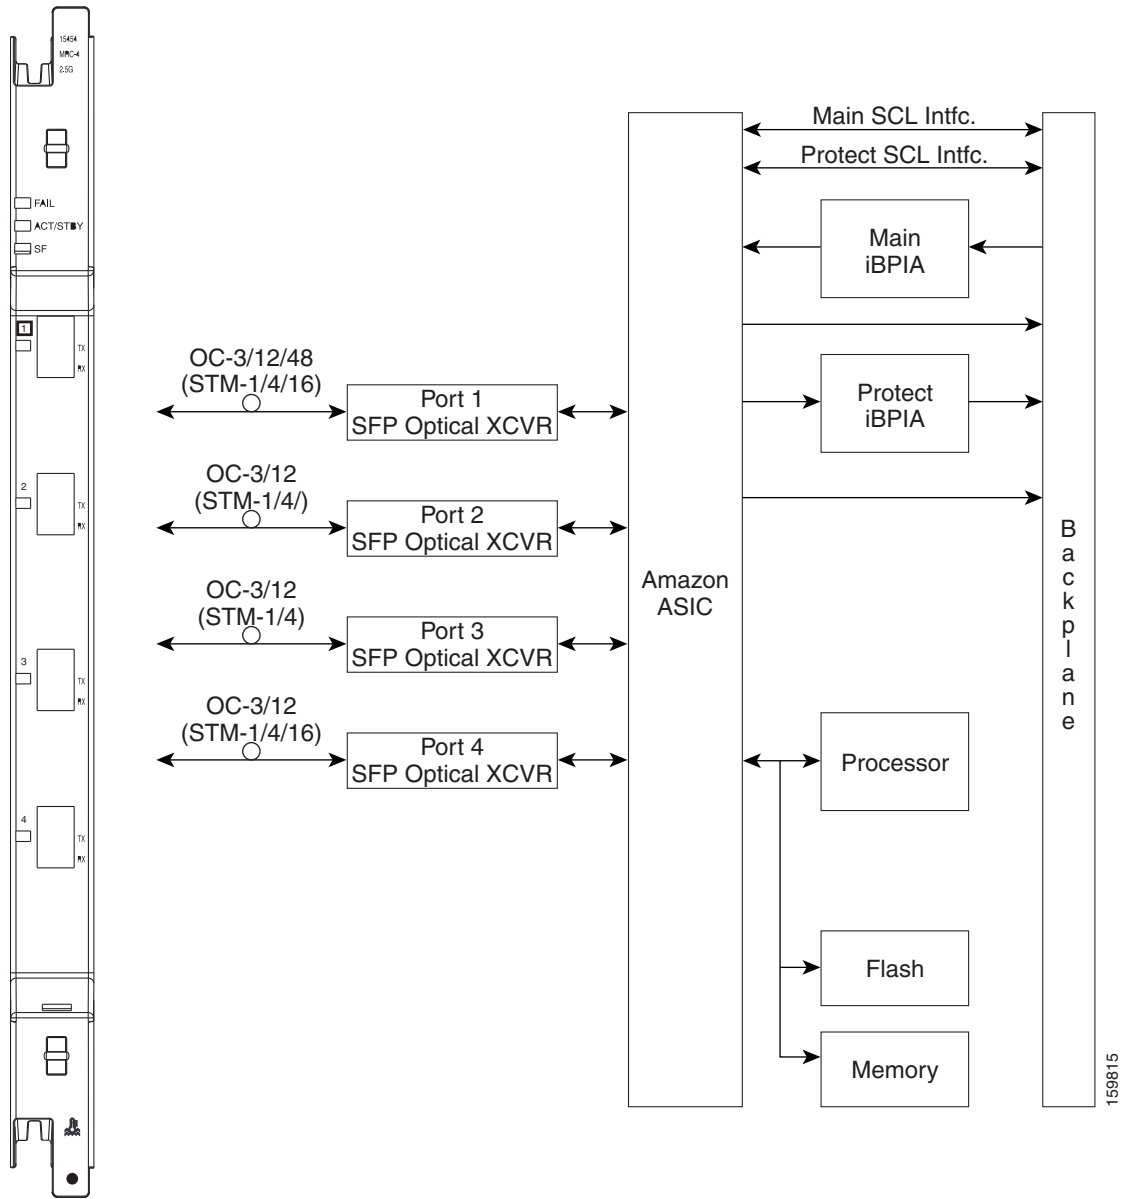 15454
MRC-4
2.5G
FAIL
ACT/STBY
SF
1
TX
RX
2
TX
RX
3
TX
RX
4
TX
RX
OC-3/12/48
(STM-1/4/16)
Port 1
SFP Optical XCVR
OC-3/12
(STM-1/4/)
Port 2
SFP Optical XCVR
OC-3/12
(STM-1/4)
Port 3
SFP Optical XCVR
OC-3/12
(STM-1/4/16)
Port 4
SFP Optical XCVR
Amazon
ASIC
Main SCL Intfc.
Protect SCL Intfc.
Main
iBPIA
Protect
iBPIA
Processor
Flash
Memory
Backplane
159815